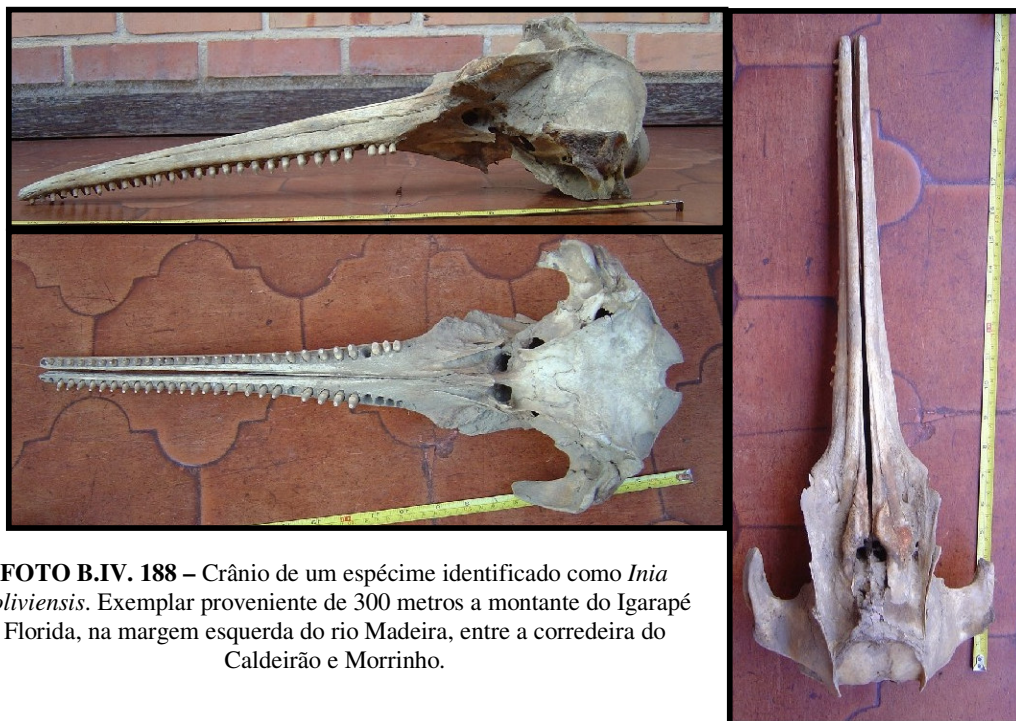 FOTO B.IV. 188 – Crânio de um espécime identificado como Inia
oliviensis. Exemplar proveniente de 300 metros a montante do Igarapé
Florida, na margem esquerda do rio Madeira, entre a corredeira do
Caldeirão e Morrinho.